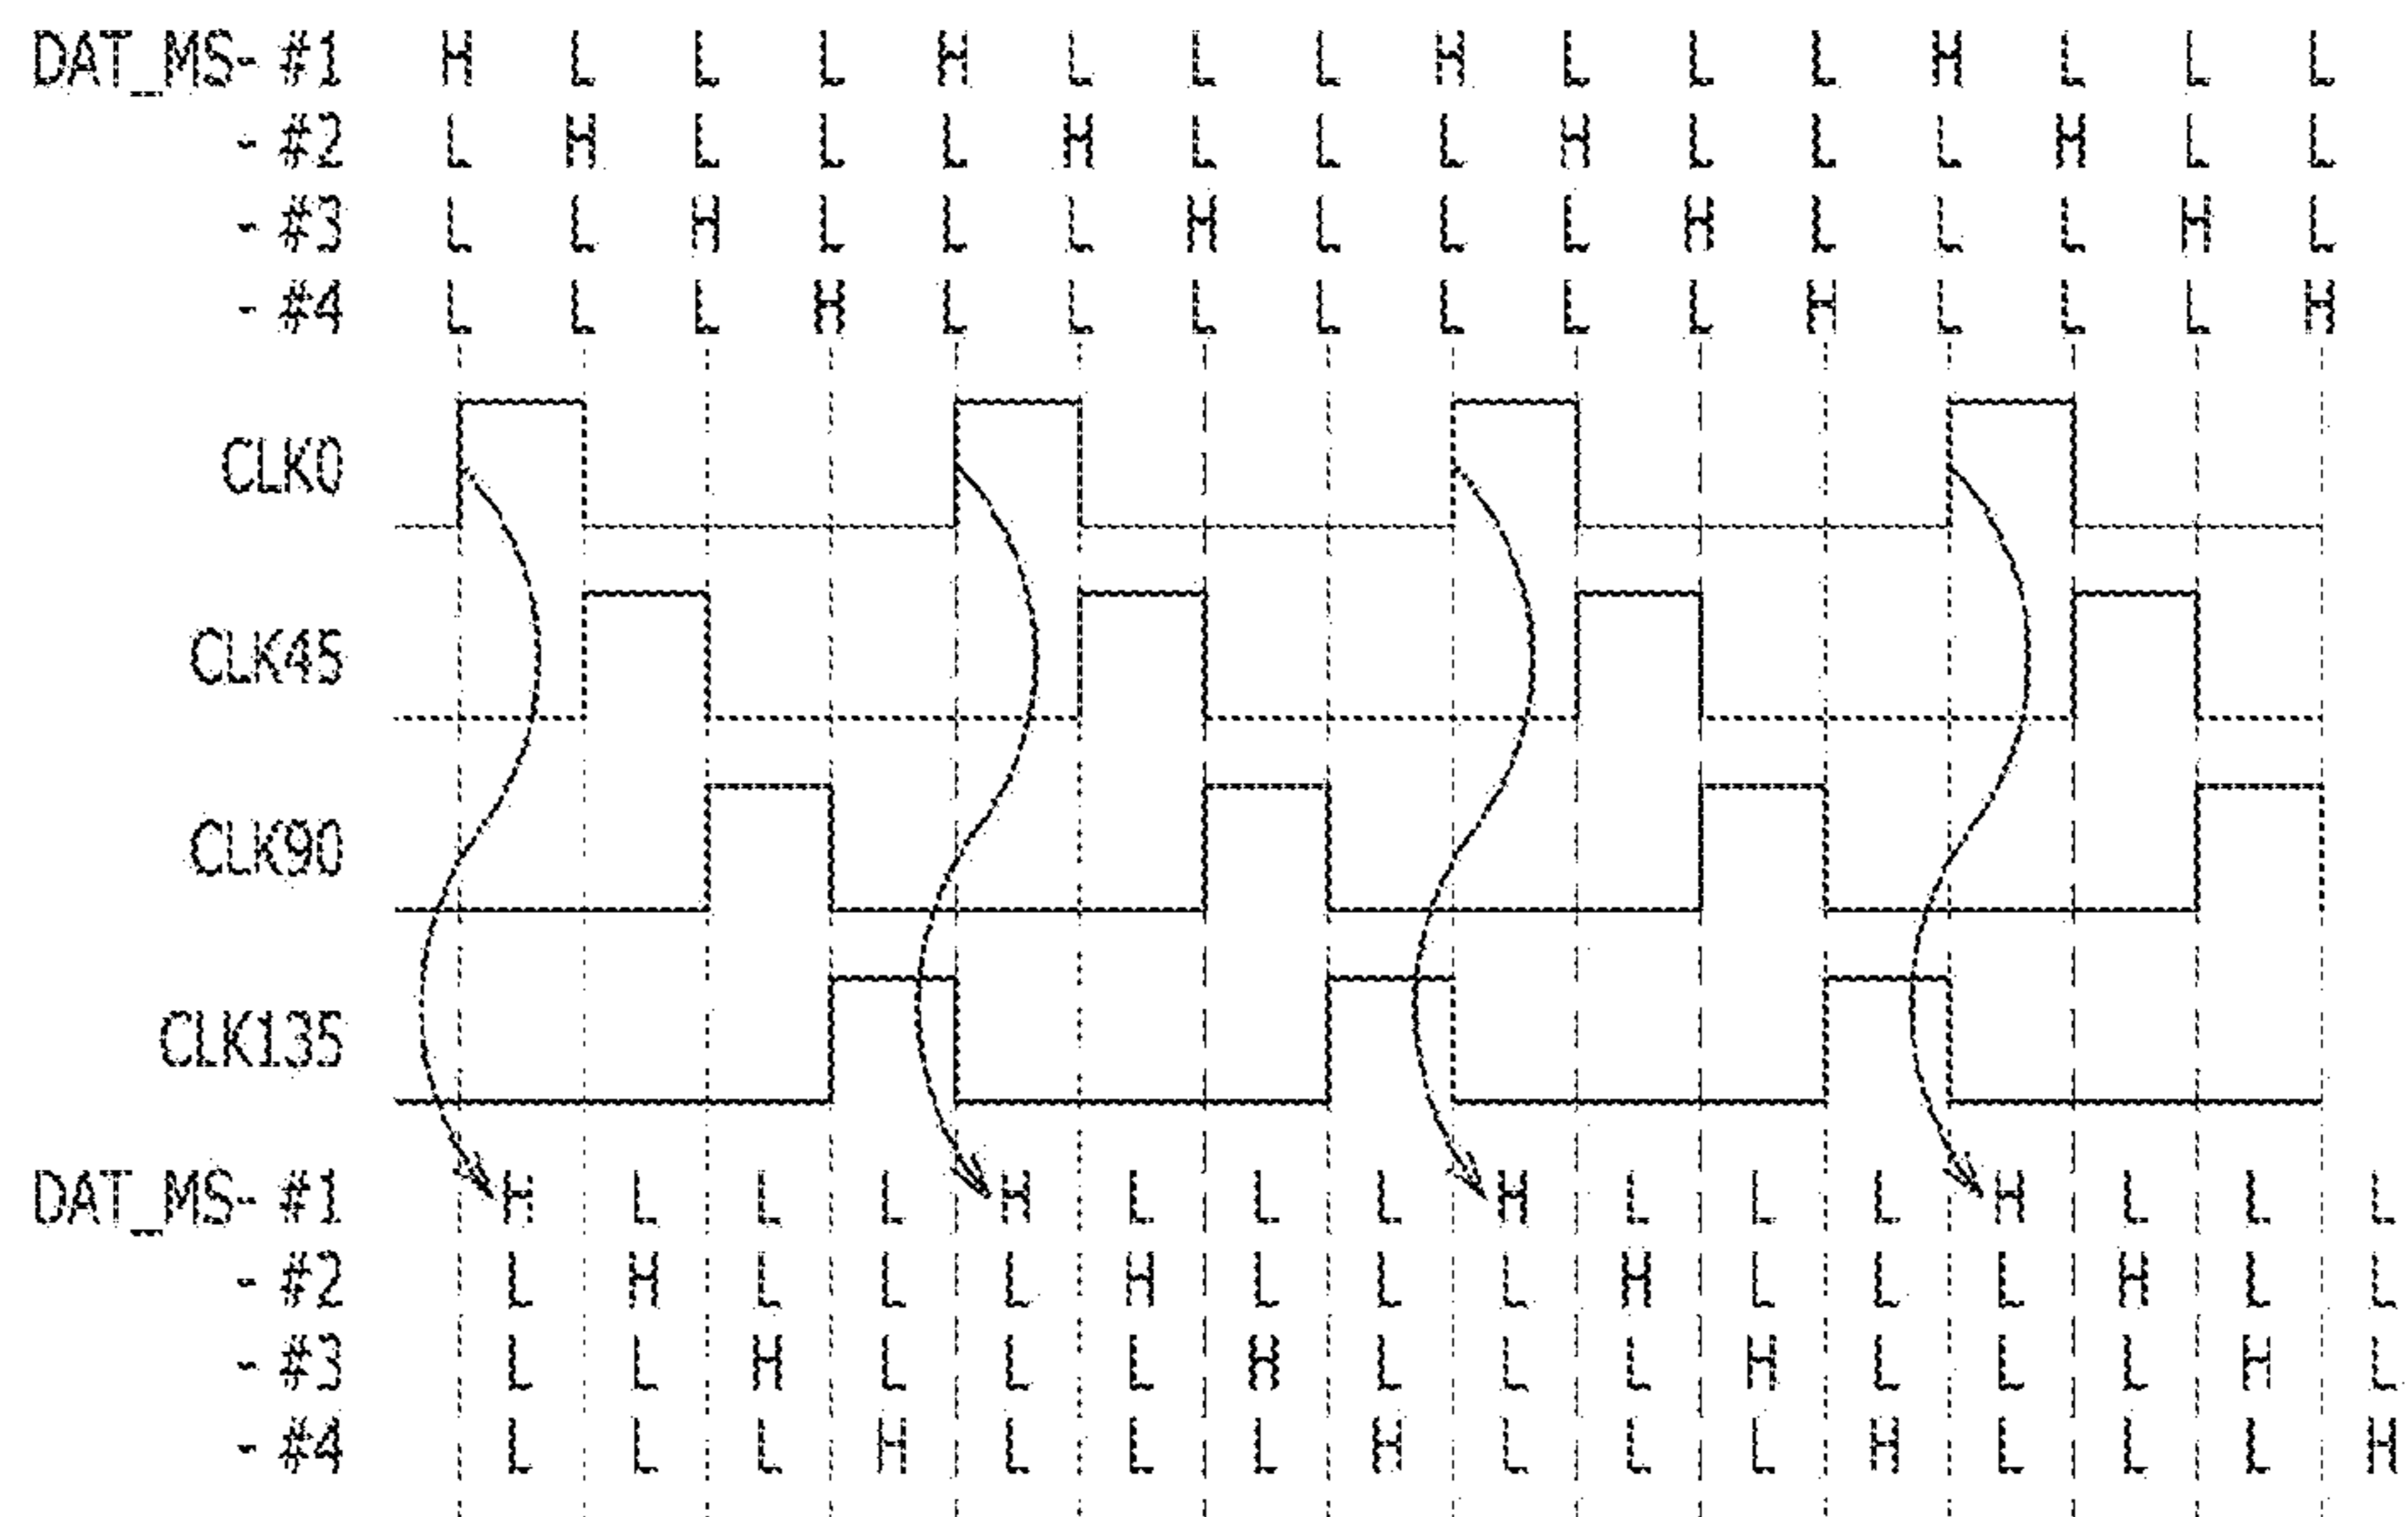 DAT_MS- #1 H L L L H L L L H L L L H L L L
- #2 L H L L L H L L L H L L L H L L
- #3 L L H L L L H L L L H L L L H L
- #4 L L L H L L L L L L L H L L L H
CLK0
CLK45
CLK90
CLK135
DAT_MS- #1 H L L L H L L L H L L L H L L L
- #2 L H L L L H L L L H L L L H L L
- #3 L L H L L L H L L L H L L L H L
- #4 L L L H L L L H L L L H L L L H